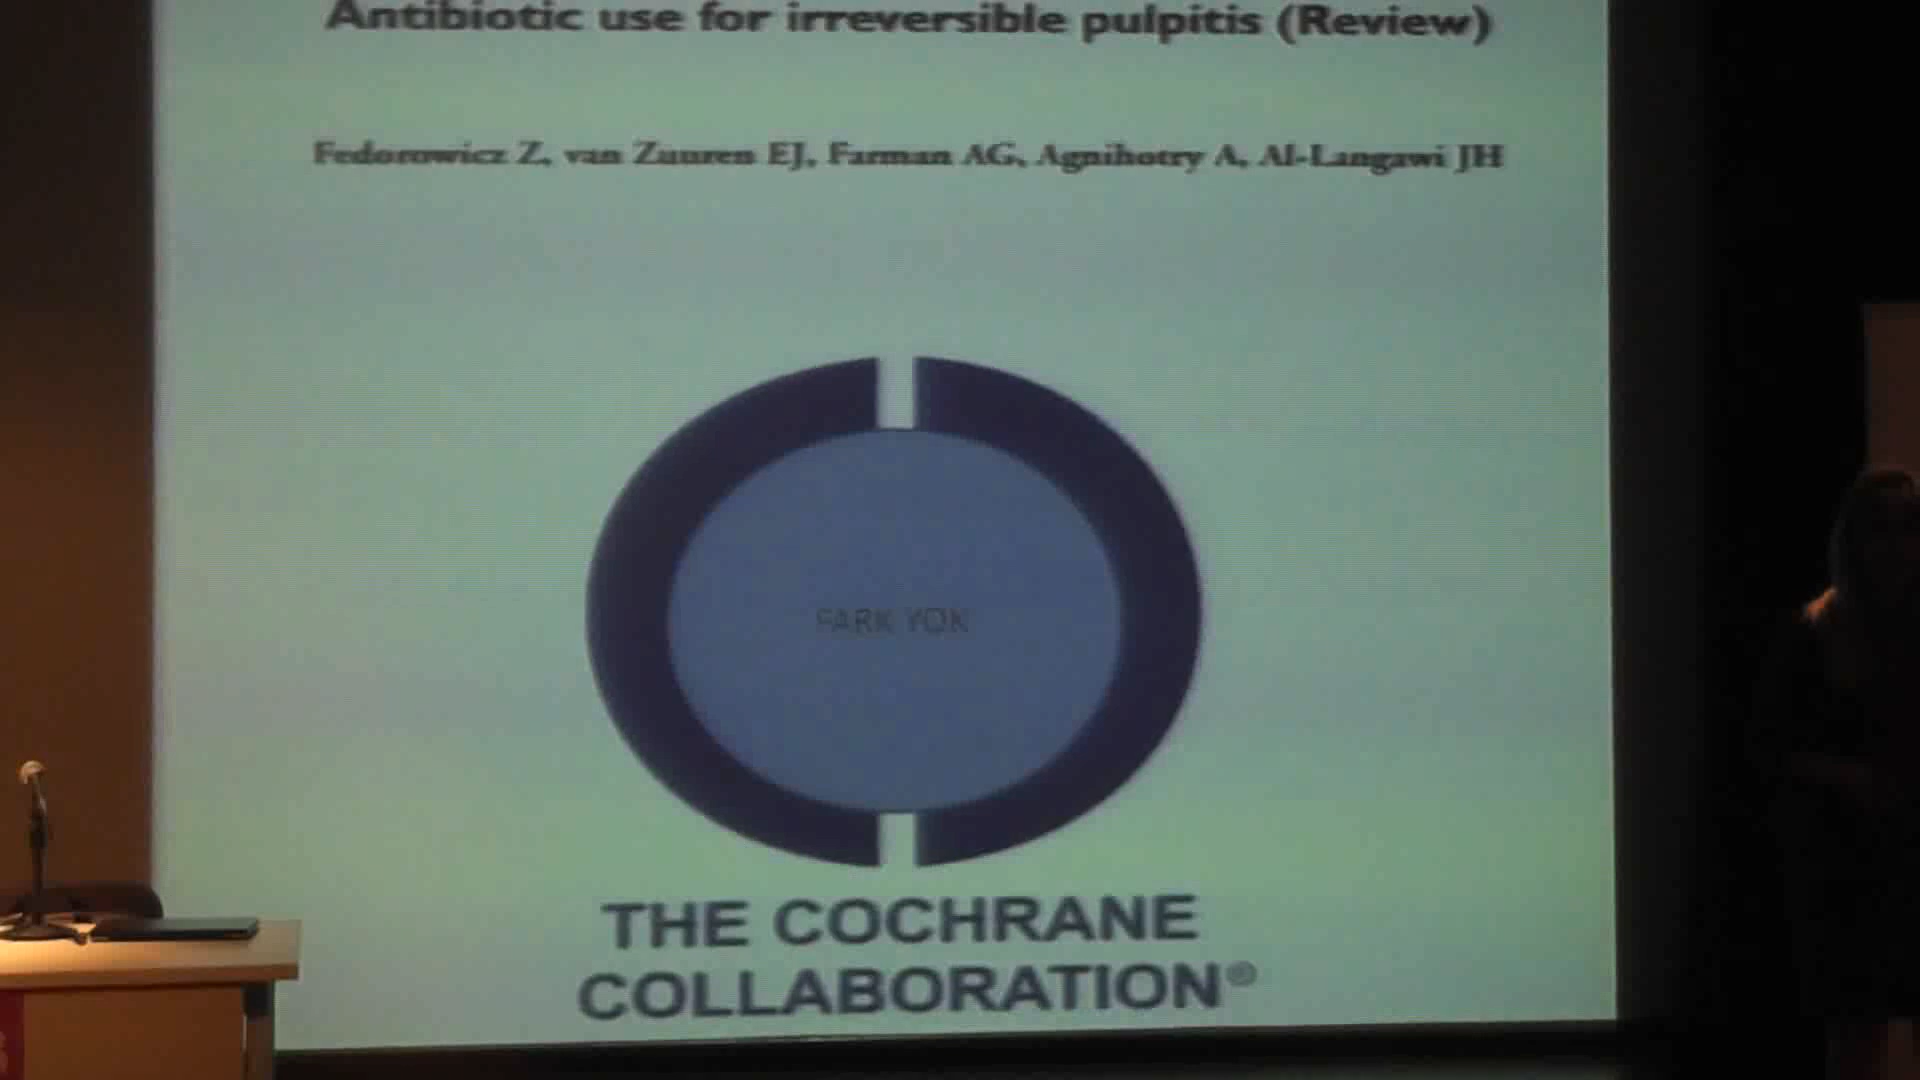 Antibiotic use for irreversible pulpitis (Review)
Fedorowicz Z, van Zuuren EJ, Farman AG, Agnihotry A, Al-Langawi JH
FARK YOK
THE COCHRANE
COLLABORATION®